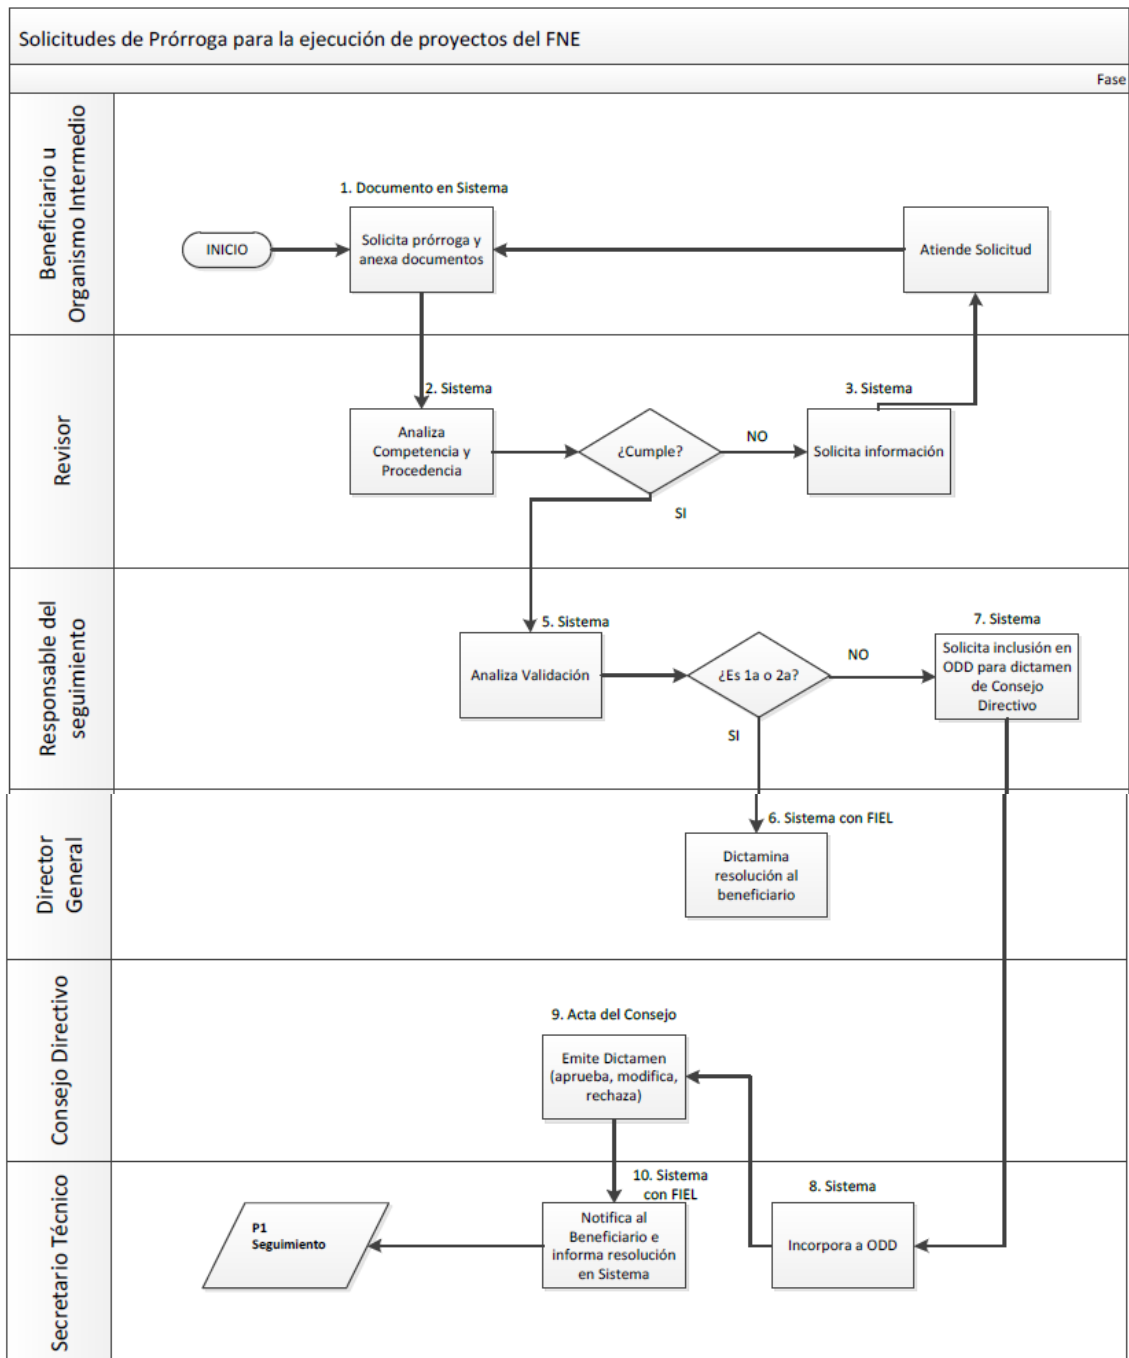 Solicitudes de Prórroga para la ejecución de proyectos del FNE
Fase
Beneficiario u
Organismo Intermedio
1. Documento en Sistema
INICIO
Solicita prórroga y
anexa documentos
Atiende Solicitud
Revisor
2. Sistema
Analiza
Competencia y
Procedencia
¿Cumple?
NO
SI
3. Sistema
Solicita información
Responsable del
seguimiento
5. Sistema
Analiza Validación
¿Es 1a o 2a?
NO
SI
7. Sistema
Solicita inclusión en
ODD para dictamen
de Consejo
Directivo
Director
General
6. Sistema con FIEL
Dictamina
resolución al
beneficiario
Consejo Directivo
9. Acta del Consejo
Emite Dictamen
(aprueba, modifica,
rechaza)
Secretario Técnico
P1
Seguimiento
10. Sistema
con FIEL
Notifica al
Beneficiario e
informa resolución
en Sistema
8. Sistema
Incorpora a ODD